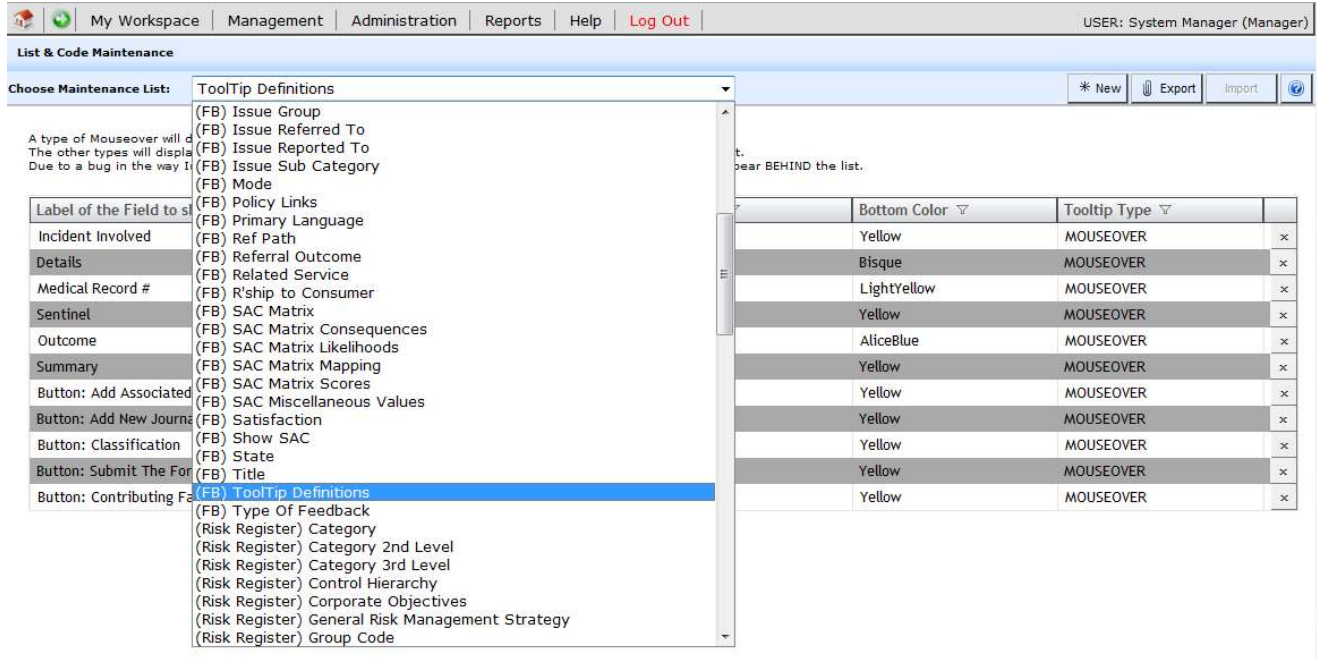 My Workspace Management Administration Reports Help Log Out USER: System Manager (Manager)
List & Code Maintenance
Choose Maintenance List: ToolTip Definitions New Export Import
(FB) Issue Group
(FB) Issue Referred To
A type of Mouseover will
(FB) Issue Reported To
The other types will t.
(FB) Issue Sub Category
Due to a bug in the way BEHIND the list.
(FB) Mode
(FB) Policy Links
Label of the Field to Bottom Color Tooltip Type
(FB) Primary Language
Incident Involved Yellow MOUSEOVER
(FB) Ref Path
(FB) Referral Outcome
Details Bisque MOUSEOVER
(FB) Related Service
Medical Record # LightYellow MOUSEOVER
(FB) R'ship to Consumer
(FB) SAC Matrix
Sentinel Yellow MOUSEOVER
(FB) SAC Matrix Consequences
Outcome AliceBlue MOUSEOVER
(FB) SAC Matrix Likelihoods
(FB) SAC Matrix Mapping
Summary Yellow MOUSEOVER
(FB) SAC Matrix Scores
Button: Add Associated Yellow MOUSEOVER
(FB) SAC Miscellaneous Values
(FB) Satisfaction
Button: Add New Yellow MOUSEOVER
(FB) Show SAC
Button: Classification Yellow MOUSEOVER
(FB) State
(FB) Title
Button: Submit The Yellow MOUSEOVER
(FB) ToolTip Definitions
Button: Contributing Yellow MOUSEOVER
(FB) Type Of Feedback
(Risk Register) Category
(Risk Register) Category 2nd Level
(Risk Register) Category 3rd Level
(Risk Register) Control Hierarchy
(Risk Register) Corporate Objectives
(Risk Register) General Risk Management Strategy
(Risk Register) Group Code